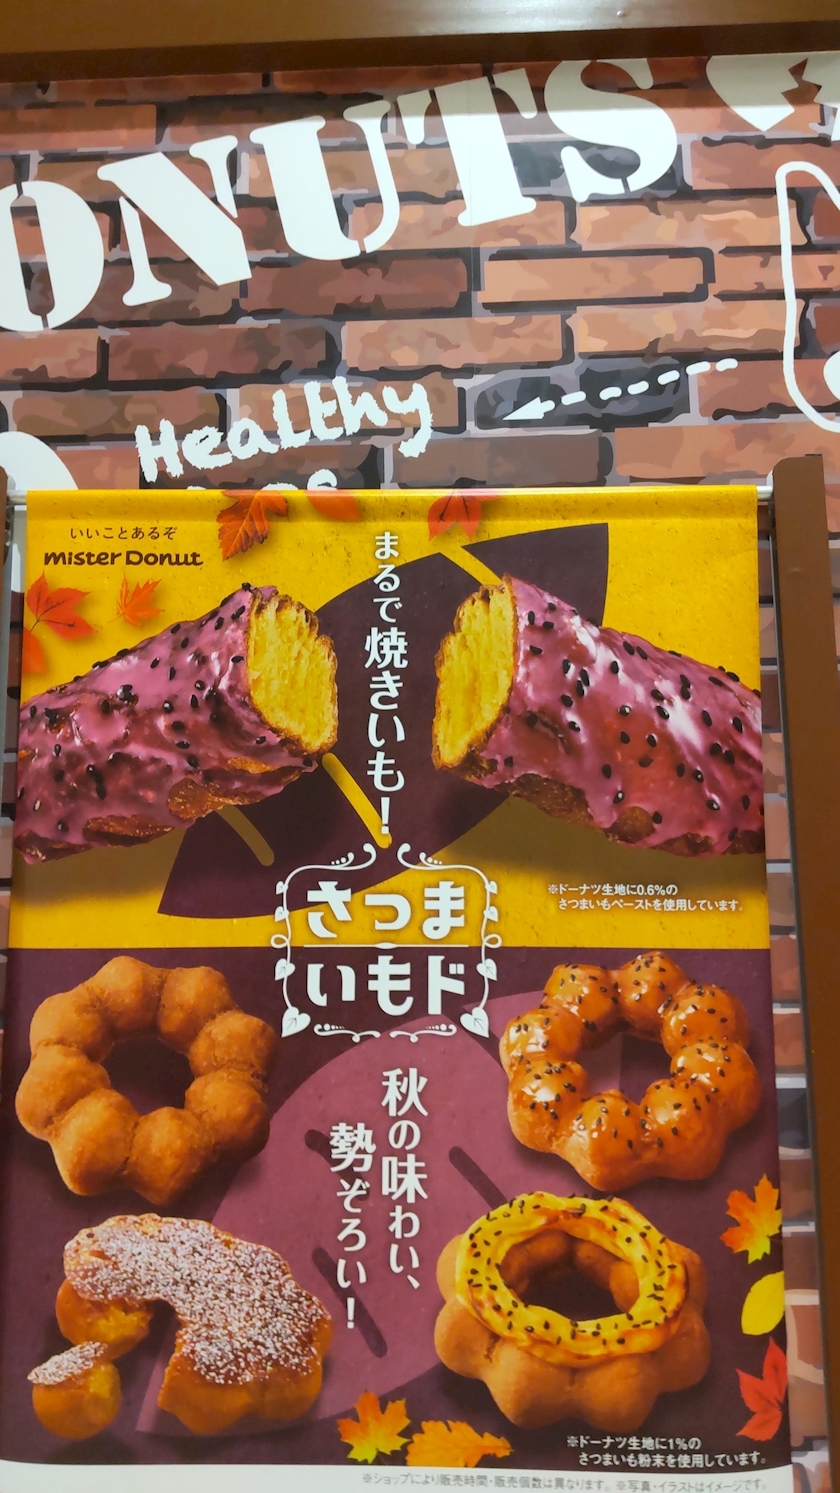 ONUTS
Healthy
いいことあるぞ
mister Donut
まるで焼きいも!
※ドーナツ生地に0.6%の
さつまいもペーストを使用しています。
さつま
いもド
秋の味わい、
勢ぞろい!
※ドーナツ生地に1%の
さつまいも粉末を使用しています。
※ショップにより販売時間・販売個数は異なります。※写真・イラストはイメージです。